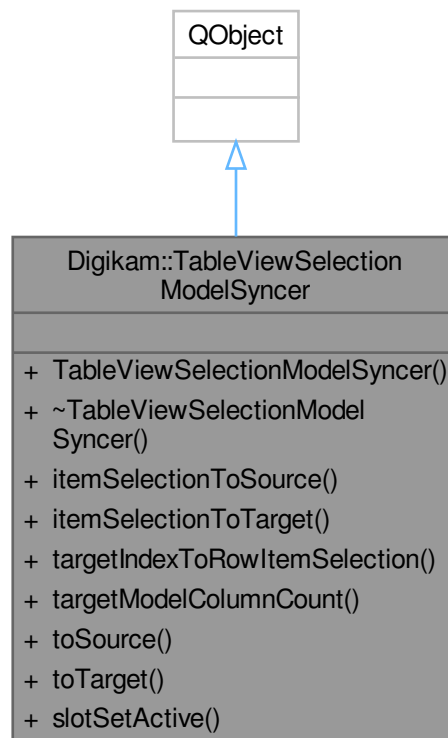 QObject
Digikam::TableViewSelection
ModelSyncer
+ TableViewSelectionModelSyncer()
+ ~TableViewSelectionModel
Syncer()
+ itemSelectionToSource()
+ itemSelectionToTarget()
+ targetIndexToRowItemSelection()
+ targetModelColumnCount()
+ toSource()
+ toTarget()
+ slotSetActive()